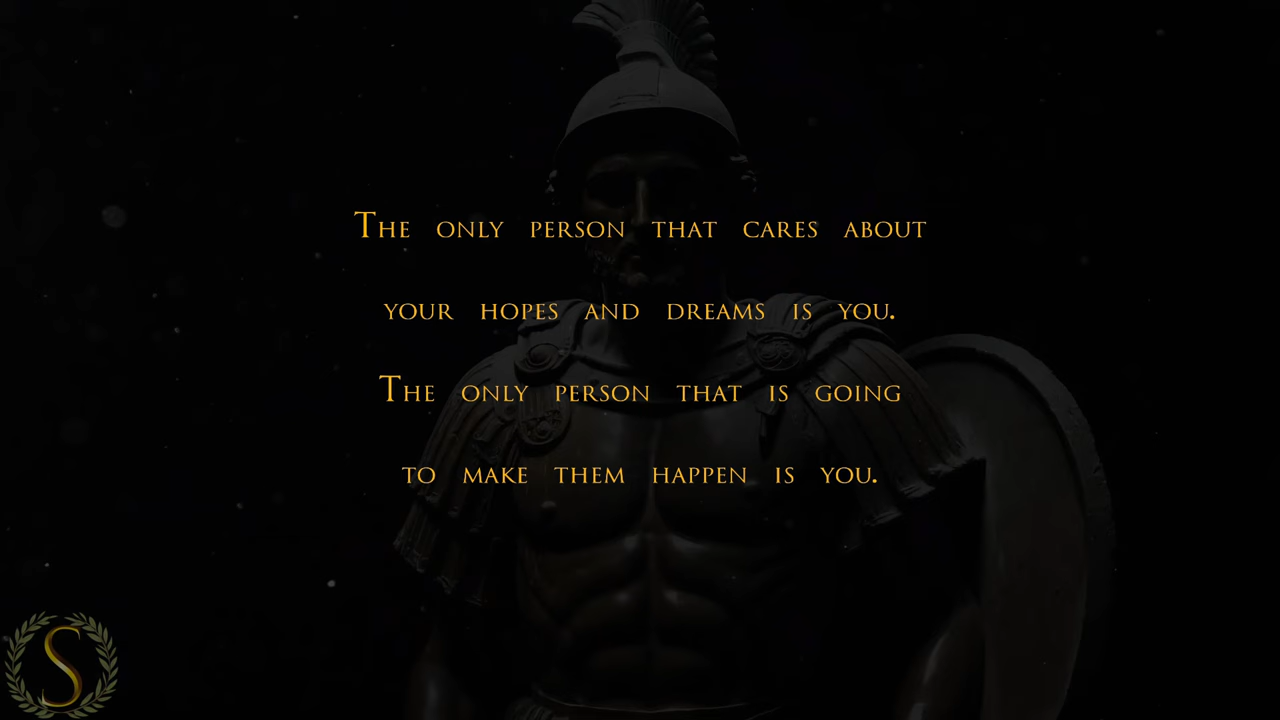 The only person that cares about
your hopes and dreams is you.
The only person that is going
to make them happen is you.
S